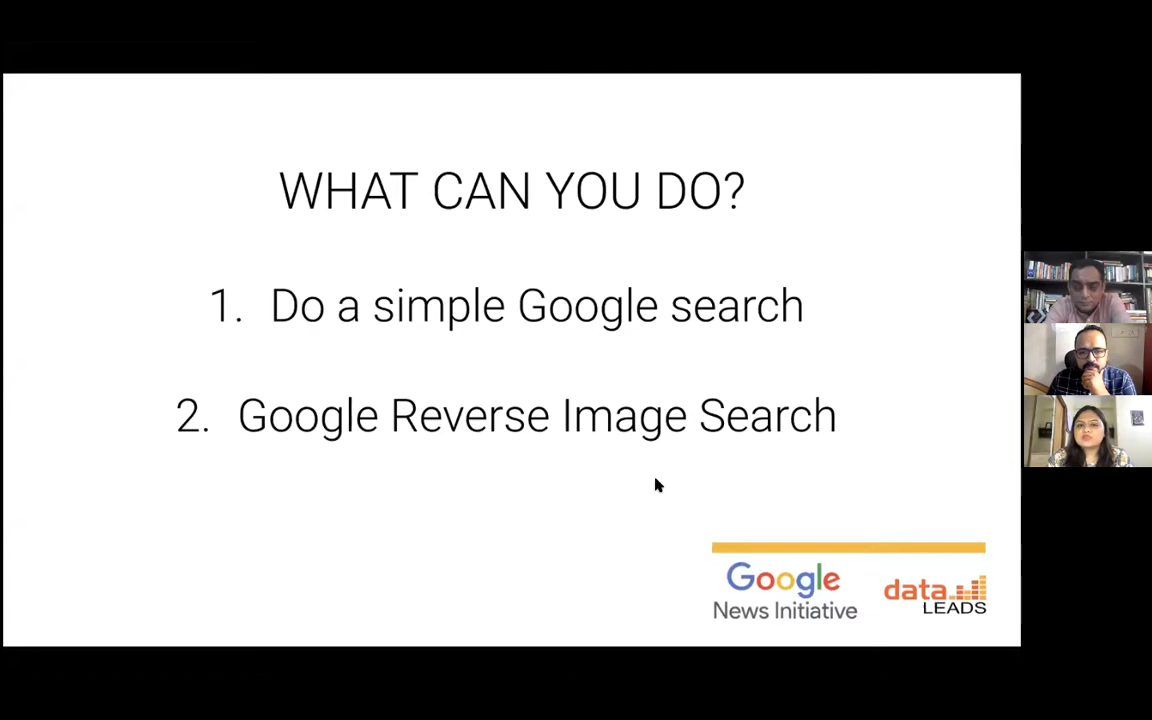 WHAT CAN YOU DO?
1. Do a simple Google search
2. Google Reverse Image Search
Google
News Initiative
data
LEADS